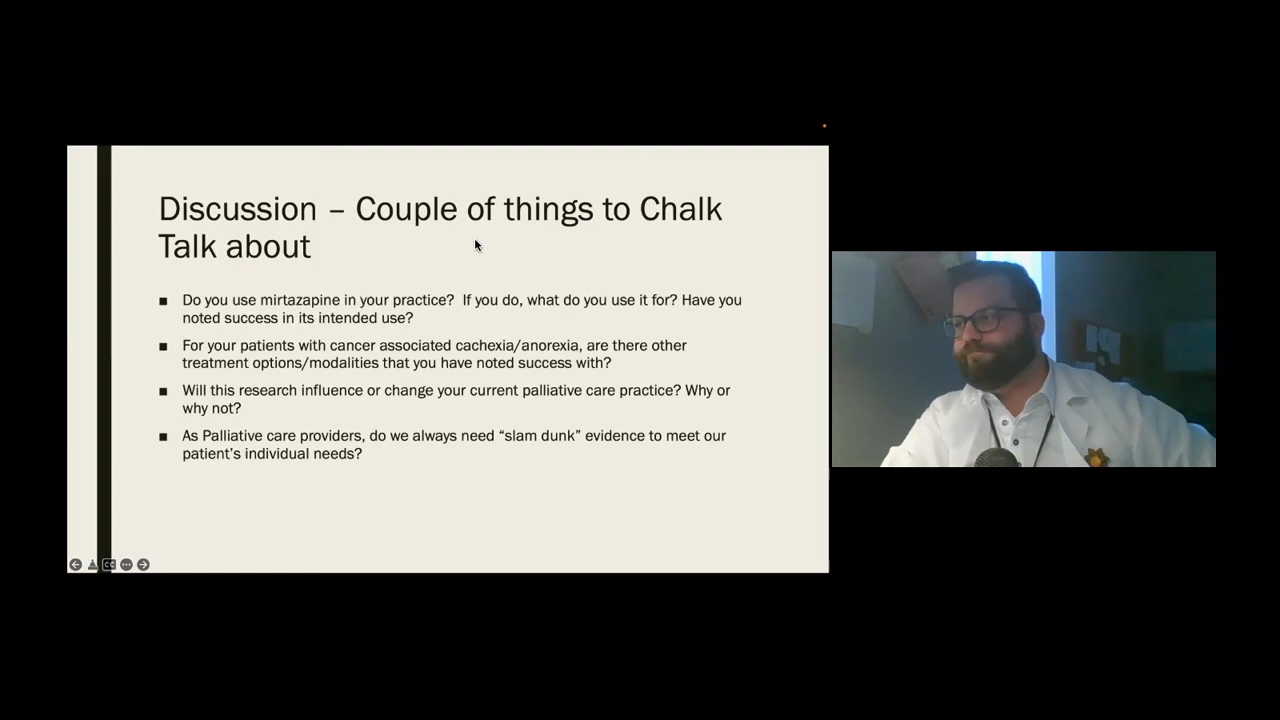 Discussion – Couple of things to Chalk
Talk about
■ Do you use mirtazapine in your practice?  If you do, what do you use it for? Have you
noted success in its intended use?
■ For your patients with cancer associated cachexia/anorexia, are there other
treatment options/modalities that you have noted success with?
■ Will this research influence or change your current palliative care practice? Why or
why not?
■ As Palliative care providers, do we always need “slam dunk” evidence to meet our
patient’s individual needs?
CC